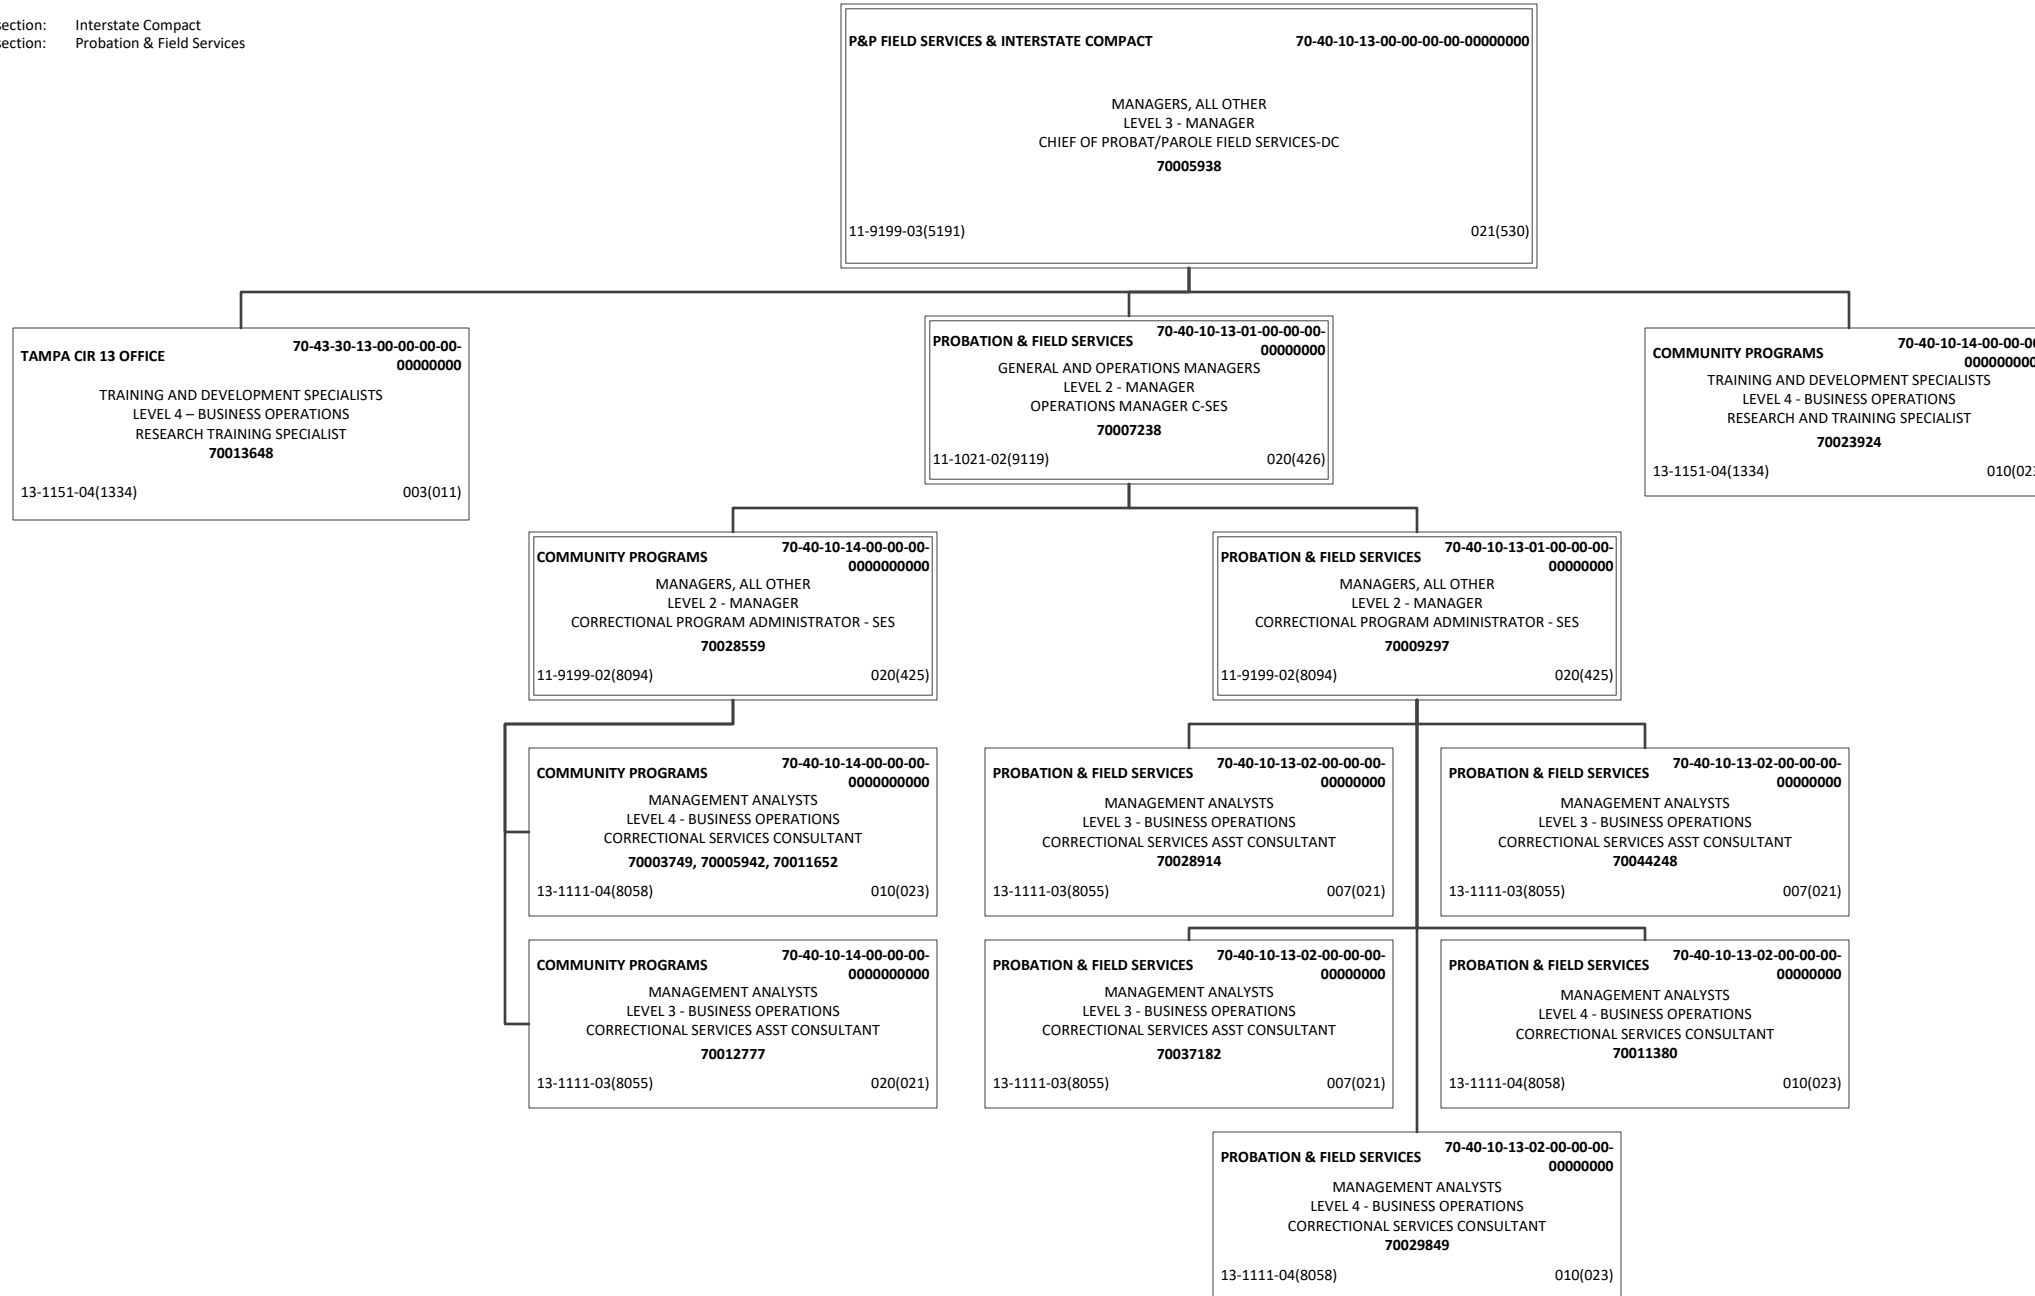 section: Interstate Compact
section: Probation & Field Services
P&P FIELD SERVICES & INTERSTATE COMPACT 70-40-10-13-00-00-00-00-00000000
MANAGERS, ALL OTHER
LEVEL 3 - MANAGER
CHIEF OF PROBAT/PAROLE FIELD SERVICES-DC
70005938
11-9199-03(5191) 021(530)
TAMPA CIR 13 OFFICE 70-43-30-13-00-00-00-00-
00000000
TRAINING AND DEVELOPMENT SPECIALISTS
LEVEL 4 – BUSINESS OPERATIONS
RESEARCH TRAINING SPECIALIST
70013648
13-1151-04(1334) 003(011)
PROBATION & FIELD SERVICES 70-40-10-13-01-00-00-00-
00000000
GENERAL AND OPERATIONS MANAGERS
LEVEL 2 - MANAGER
OPERATIONS MANAGER C-SES
70007238
11-1021-02(9119) 020(426)
COMMUNITY PROGRAMS 70-40-10-14-00-00-00
000000000
TRAINING AND DEVELOPMENT SPECIALISTS
LEVEL 4 - BUSINESS OPERATIONS
RESEARCH AND TRAINING SPECIALIST
70023924
13-1151-04(1334) 010(023
COMMUNITY PROGRAMS 70-40-10-14-00-00-00-
0000000000
MANAGERS, ALL OTHER
LEVEL 2 - MANAGER
CORRECTIONAL PROGRAM ADMINISTRATOR - SES
70028559
11-9199-02(8094) 020(425)
PROBATION & FIELD SERVICES 70-40-10-13-01-00-00-00-
00000000
MANAGERS, ALL OTHER
LEVEL 2 - MANAGER
CORRECTIONAL PROGRAM ADMINISTRATOR - SES
70009297
11-9199-02(8094) 020(425)
COMMUNITY PROGRAMS 70-40-10-14-00-00-00-
0000000000
MANAGEMENT ANALYSTS
LEVEL 4 - BUSINESS OPERATIONS
CORRECTIONAL SERVICES CONSULTANT
70003749, 70005942, 70011652
13-1111-04(8058) 010(023)
PROBATION & FIELD SERVICES 70-40-10-13-02-00-00-00-
00000000
MANAGEMENT ANALYSTS
LEVEL 3 - BUSINESS OPERATIONS
CORRECTIONAL SERVICES ASST CONSULTANT
70028914
13-1111-03(8055) 007(021)
PROBATION & FIELD SERVICES 70-40-10-13-02-00-00-00-
00000000
MANAGEMENT ANALYSTS
LEVEL 3 - BUSINESS OPERATIONS
CORRECTIONAL SERVICES ASST CONSULTANT
70044248
13-1111-03(8055) 007(021)
COMMUNITY PROGRAMS 70-40-10-14-00-00-00-
0000000000
MANAGEMENT ANALYSTS
LEVEL 3 - BUSINESS OPERATIONS
CORRECTIONAL SERVICES ASST CONSULTANT
70012777
13-1111-03(8055) 020(021)
PROBATION & FIELD SERVICES 70-40-10-13-02-00-00-00-
00000000
MANAGEMENT ANALYSTS
LEVEL 3 - BUSINESS OPERATIONS
CORRECTIONAL SERVICES ASST CONSULTANT
70037182
13-1111-03(8055) 007(021)
PROBATION & FIELD SERVICES 70-40-10-13-02-00-00-00-
00000000
MANAGEMENT ANALYSTS
LEVEL 4 - BUSINESS OPERATIONS
CORRECTIONAL SERVICES CONSULTANT
70011380
13-1111-04(8058) 010(023)
PROBATION & FIELD SERVICES 70-40-10-13-02-00-00-00-
00000000
MANAGEMENT ANALYSTS
LEVEL 4 - BUSINESS OPERATIONS
CORRECTIONAL SERVICES CONSULTANT
70029849
13-1111-04(8058) 010(023)